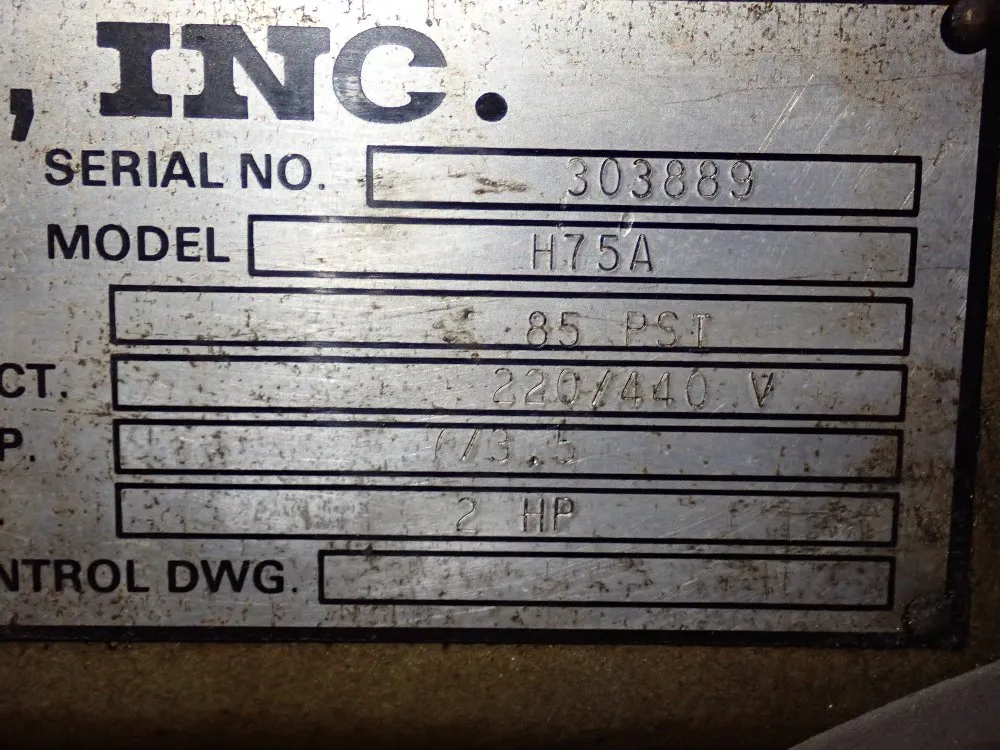 , INC.
SERIAL NO. 303889
MODEL H75A
85 PSI
CT. 220/440 V
P. 7/3.5
2 HP
NTROL DWG.